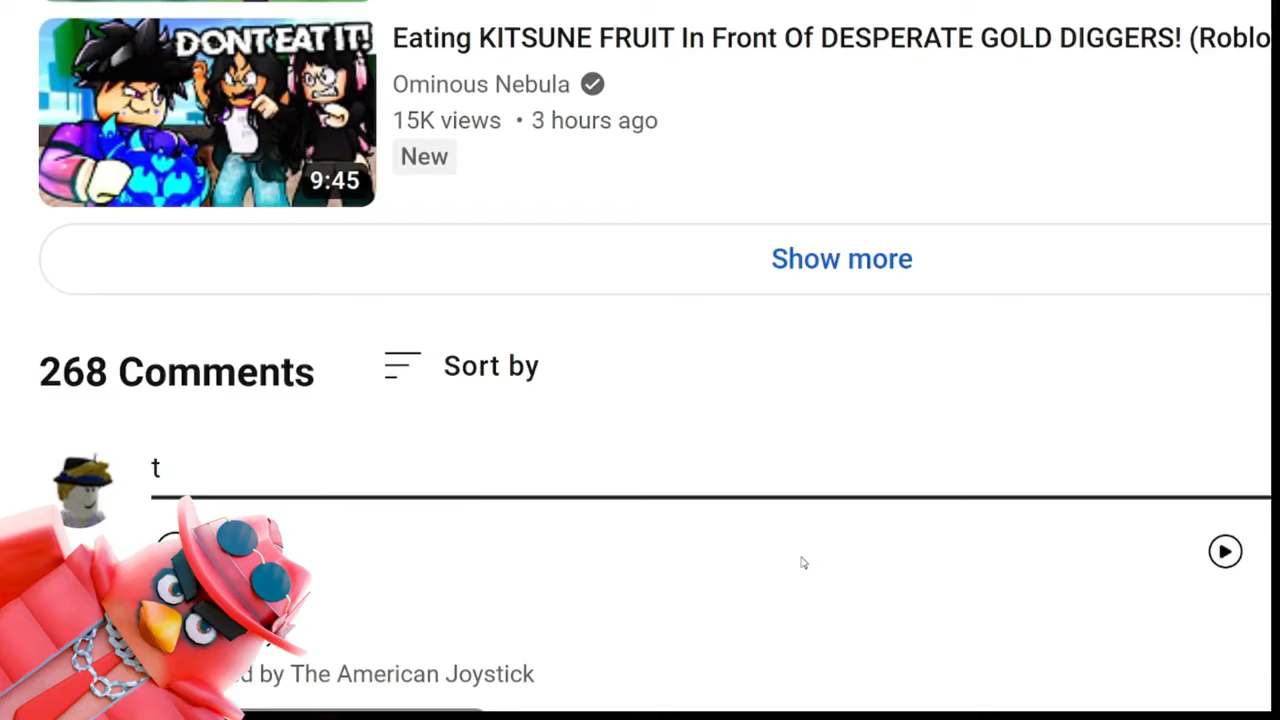 DONT EAT IT!
Eating KITSUNE FRUIT In Front Of DESPERATE GOLD DIGGERS! (Roblo
Ominous Nebula
15K views • 3 hours ago
New
9:45
Show more
268 Comments
Sort by
t
d by The American Joystick